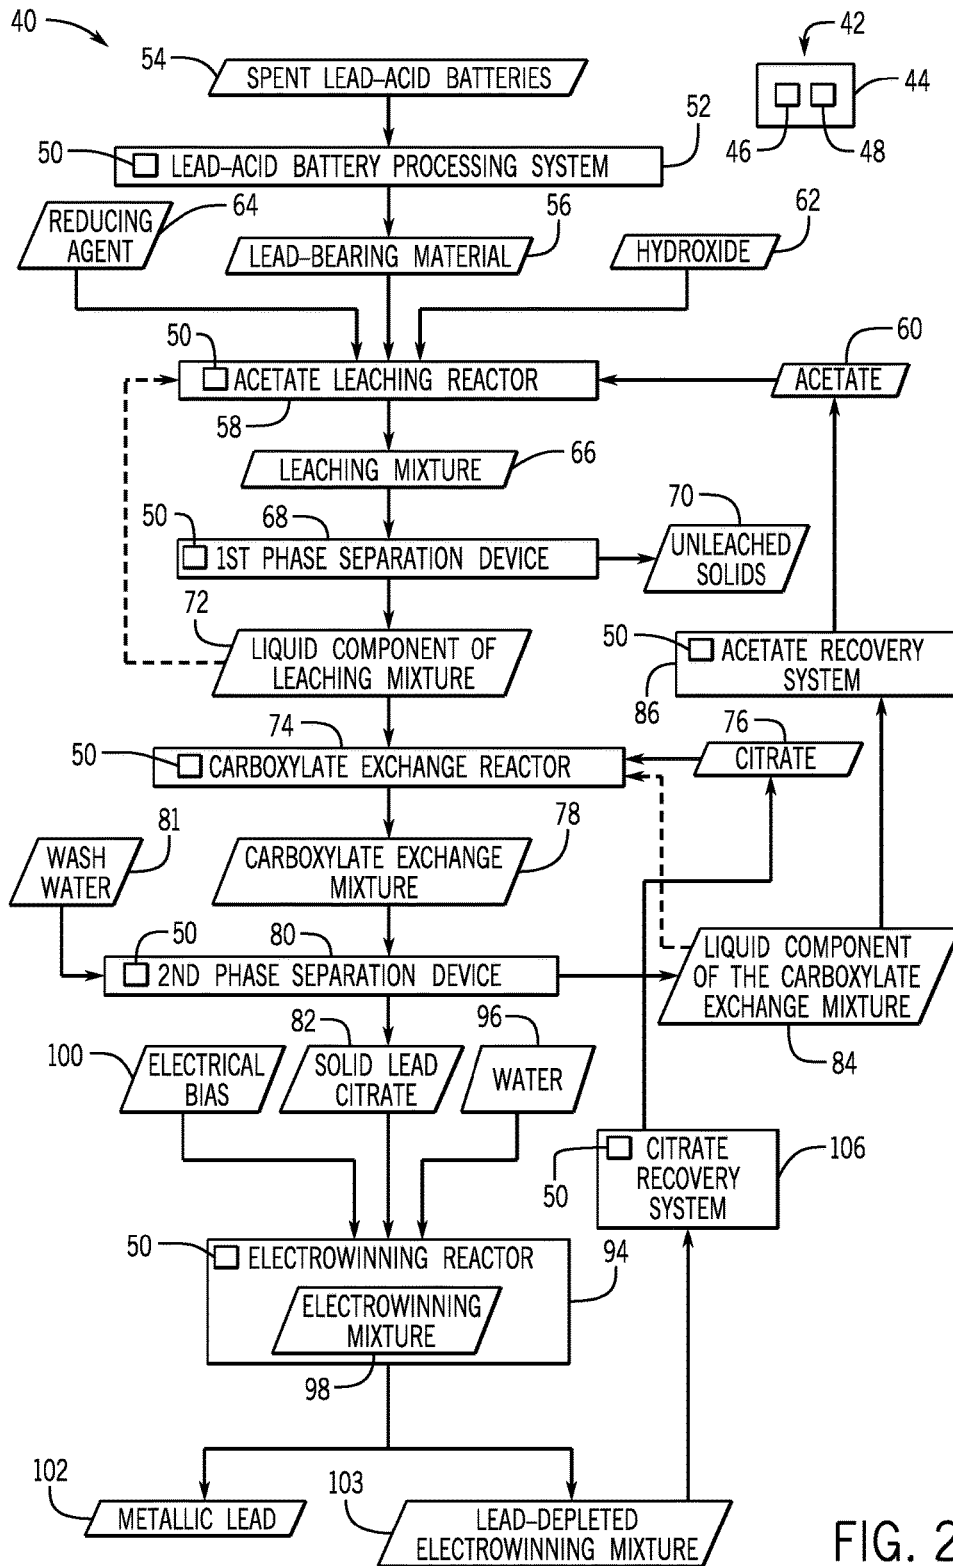 40
54
SPENT LEAD-ACID BATTERIES
42
44
46
48
50
LEAD-ACID BATTERY PROCESSING SYSTEM
52
REDUCING
AGENT
64
LEAD-BEARING MATERIAL
56
HYDROXIDE
62
50
ACETATE LEACHING REACTOR
58
ACETATE
60
LEACHING MIXTURE
66
50
68
1ST PHASE SEPARATION DEVICE
70
UNLEACHED
SOLIDS
72
LIQUID COMPONENT OF
LEACHING MIXTURE
50
ACETATE RECOVERY
SYSTEM
86
50
74
CARBOXYLATE EXCHANGE REACTOR
76
CITRATE
81
WASH
WATER
CARBOXYLATE EXCHANGE
MIXTURE
78
50
80
2ND PHASE SEPARATION DEVICE
LIQUID COMPONENT
OF THE CARBOXYLATE
EXCHANGE MIXTURE
84
100
ELECTRICAL
BIAS
82
SOLID LEAD
CITRATE
96
WATER
CITRATE
RECOVERY
SYSTEM
50
106
50
ELECTROWINNING REACTOR
94
ELECTROWINNING
MIXTURE
98
102
METALLIC LEAD
103
LEAD-DEPLETED
ELECTROWINNING MIXTURE
FIG. 2